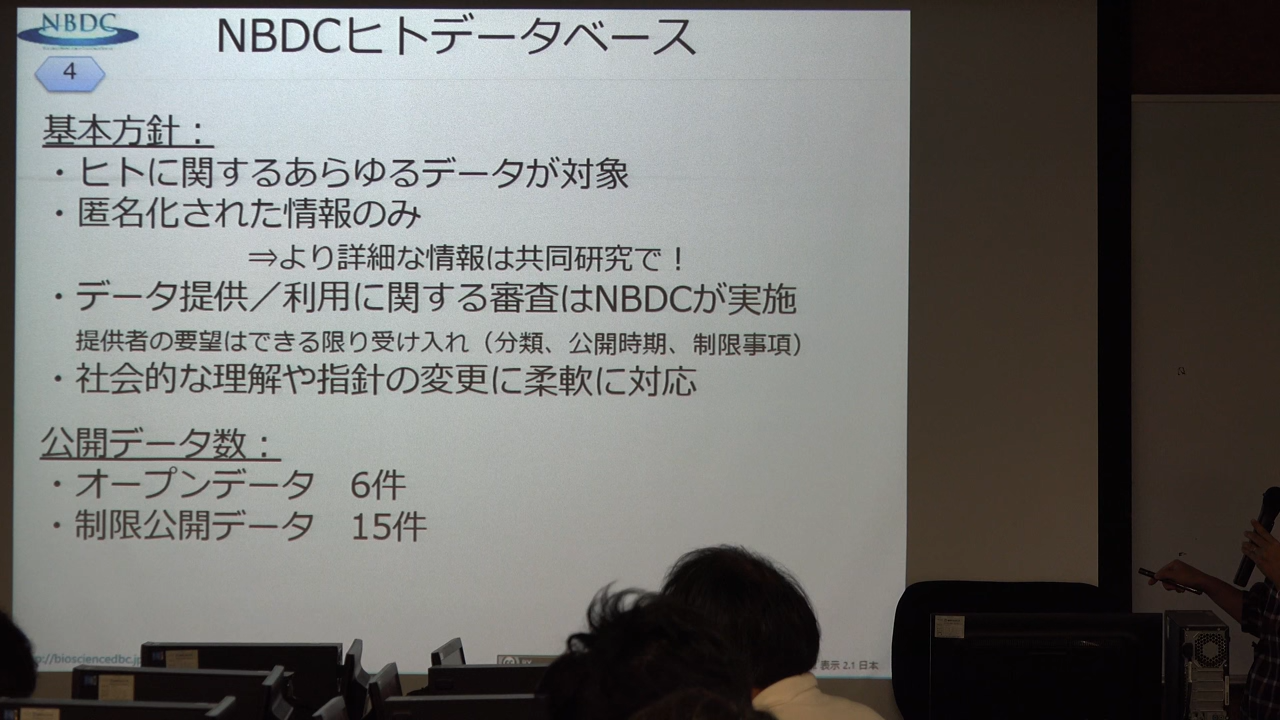 NBDC
NBDCヒトデータベース
4
基本方針：
・ヒトに関するあらゆるデータが対象
・匿名化された情報のみ
⇒より詳細な情報は共同研究で！
・データ提供／利用に関する審査はNBDCが実施
提供者の要望はできる限り受け入れ（分類、公開時期、制限事項）
・社会的な理解や指針の変更に柔軟に対応
公開データ数：
・オープンデータ　6件
・制限公開データ　15件
://biosciencedbc.jp
表示 2.1 日本